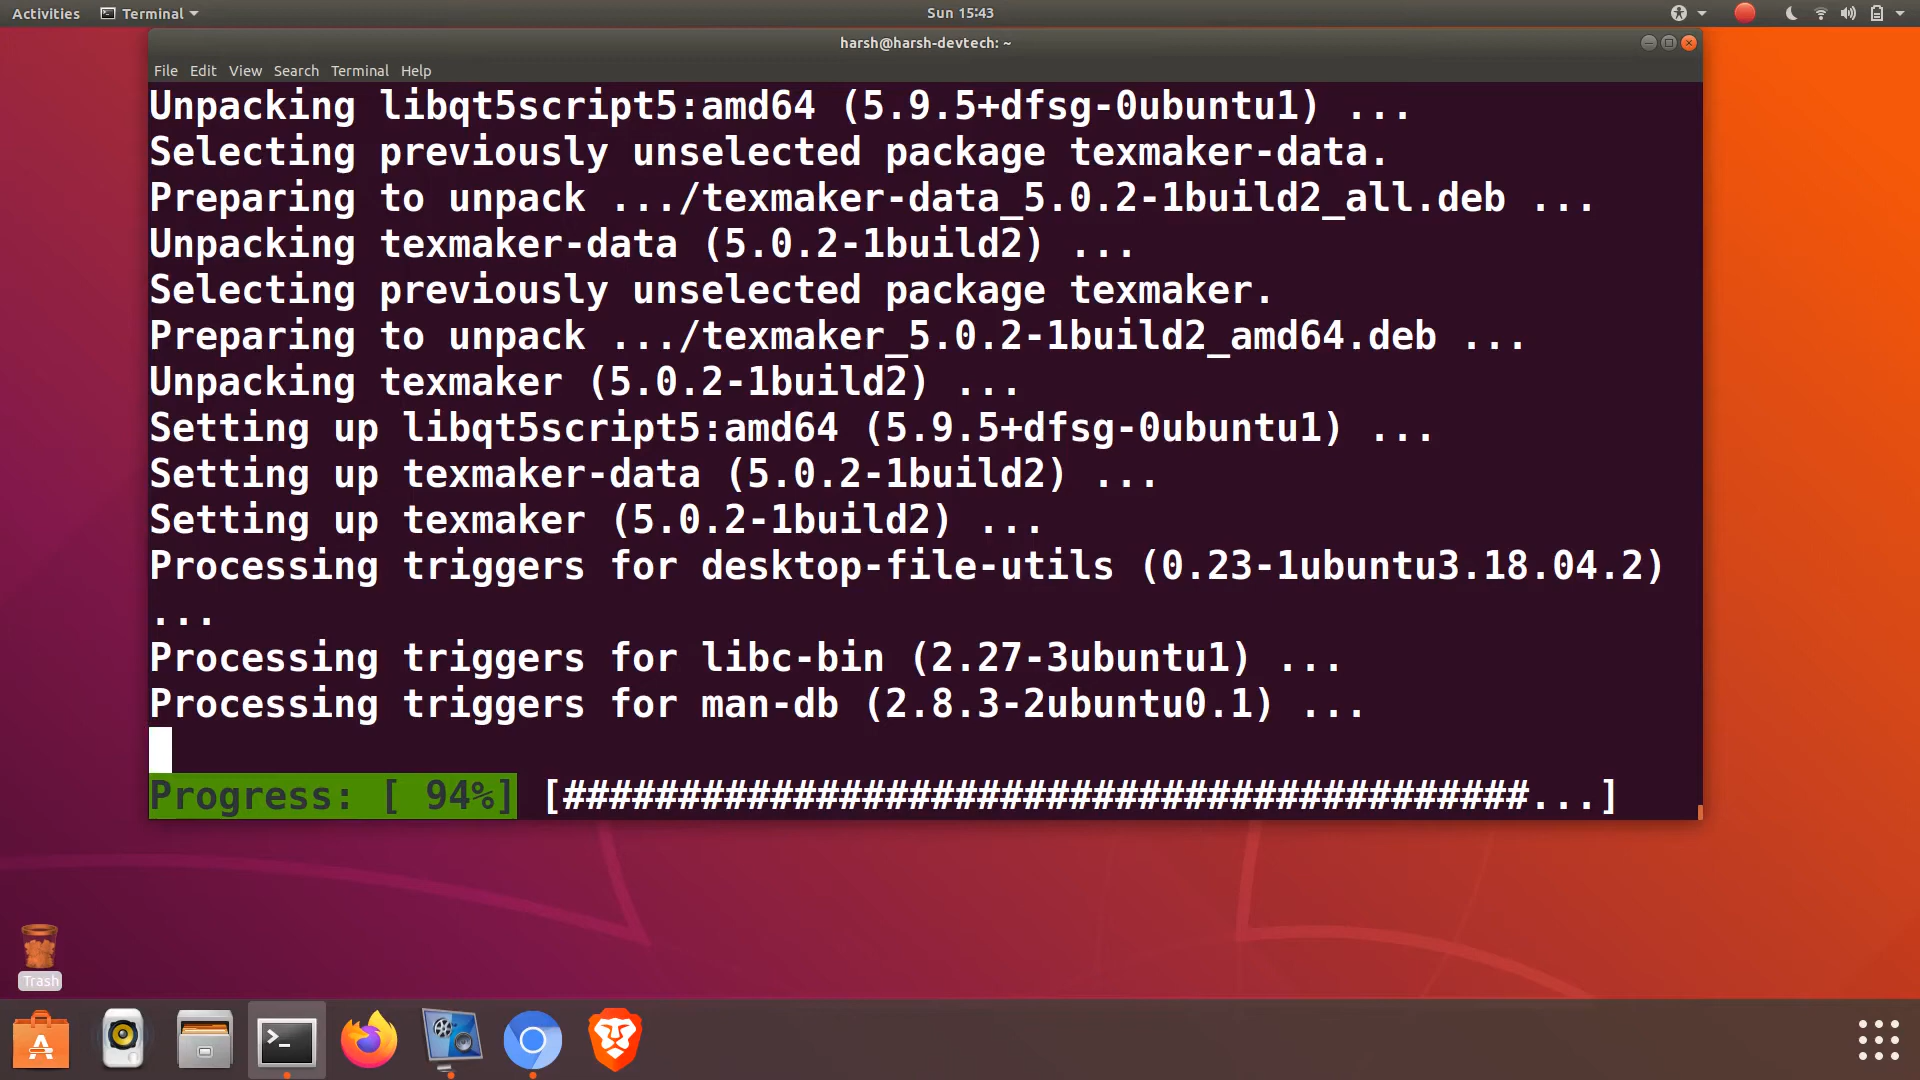 Activities Terminal Sun 15:43
harsh@harsh-devtech: ~
File Edit View Search Terminal Help
Unpacking libqt5script5:amd64 (5.9.5+dfsg-0ubuntu1) ...
Selecting previously unselected package texmaker-data.
Preparing to unpack .../texmaker-data_5.0.2-1build2_all.deb ...
Unpacking texmaker-data (5.0.2-1build2) ...
Selecting previously unselected package texmaker.
Preparing to unpack .../texmaker_5.0.2-1build2_amd64.deb ...
Unpacking texmaker (5.0.2-1build2) ...
Setting up libqt5script5:amd64 (5.9.5+dfsg-0ubuntu1) ...
Setting up texmaker-data (5.0.2-1build2) ...
Setting up texmaker (5.0.2-1build2) ...
Processing triggers for desktop-file-utils (0.23-1ubuntu3.18.04.2)
...
Processing triggers for libc-bin (2.27-3ubuntu1) ...
Processing triggers for man-db (2.8.3-2ubuntu0.1) ...
Progress: [ 94%] [##########################################...]
Trash